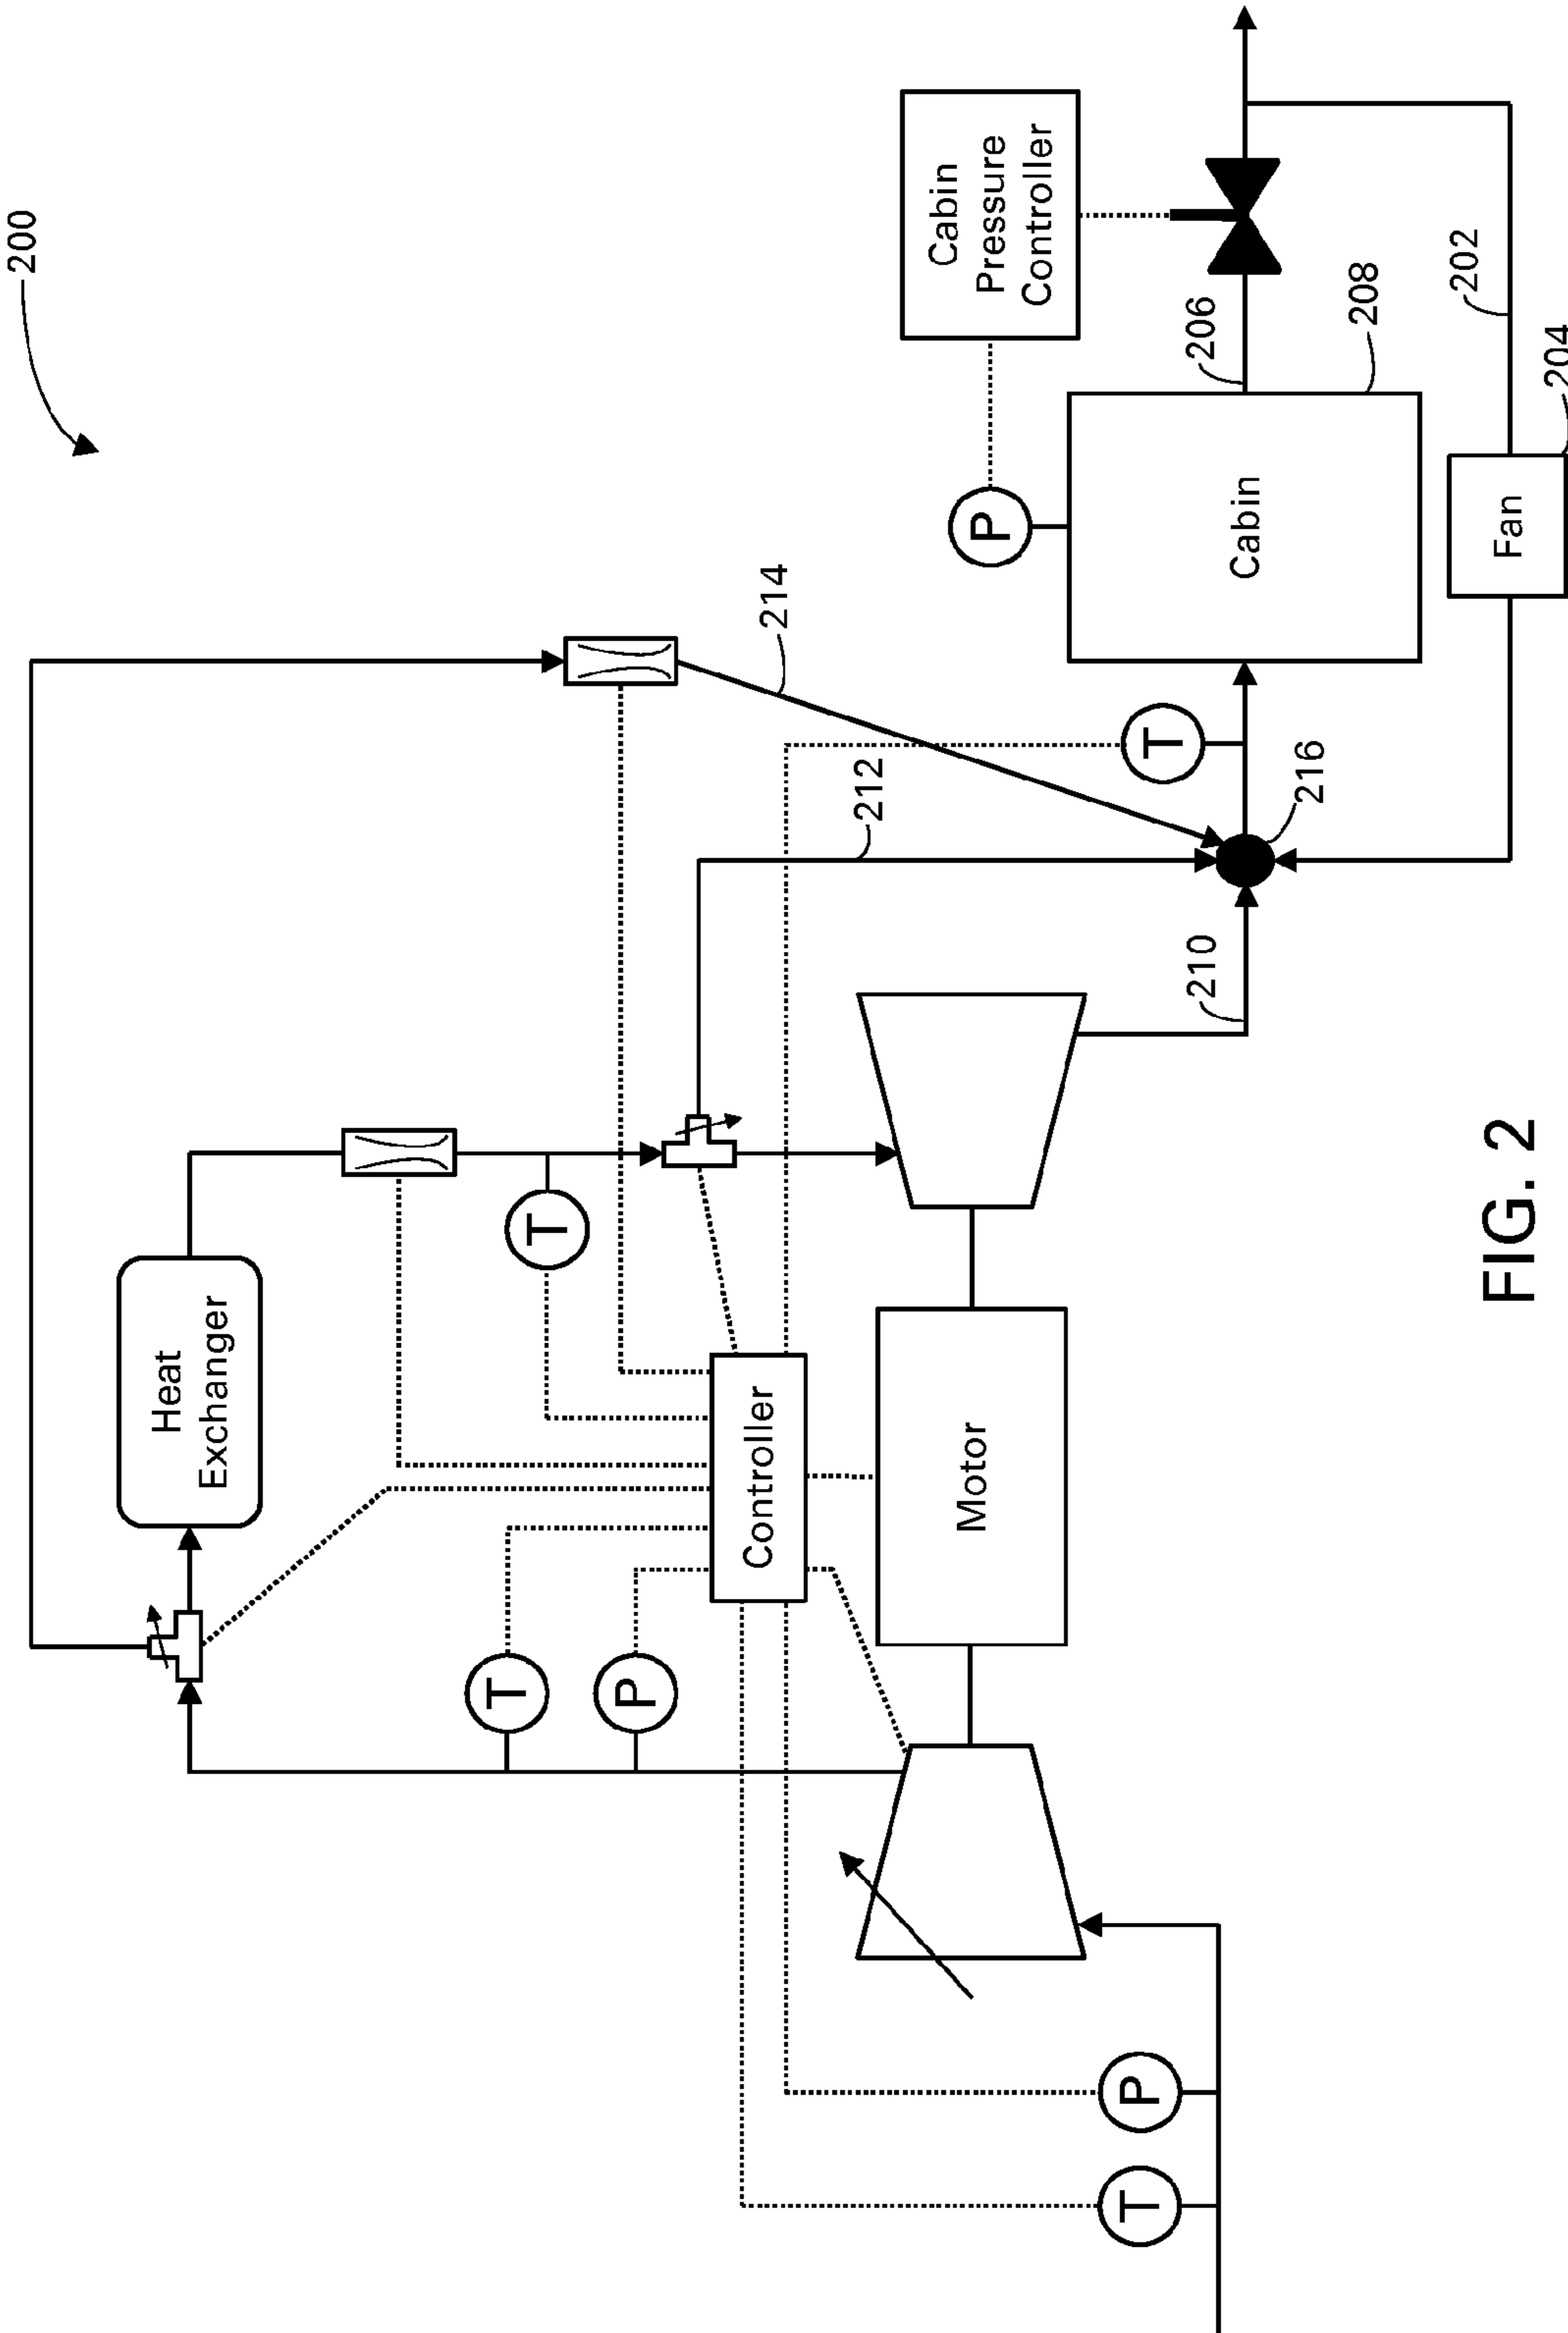 200
Heat
Exchanger
T
P
T
Controller
Motor
T
P
212
214
210
216
T
P
Cabin
Pressure
Controller
Cabin
206
208
202
Fan
204
FIG. 2